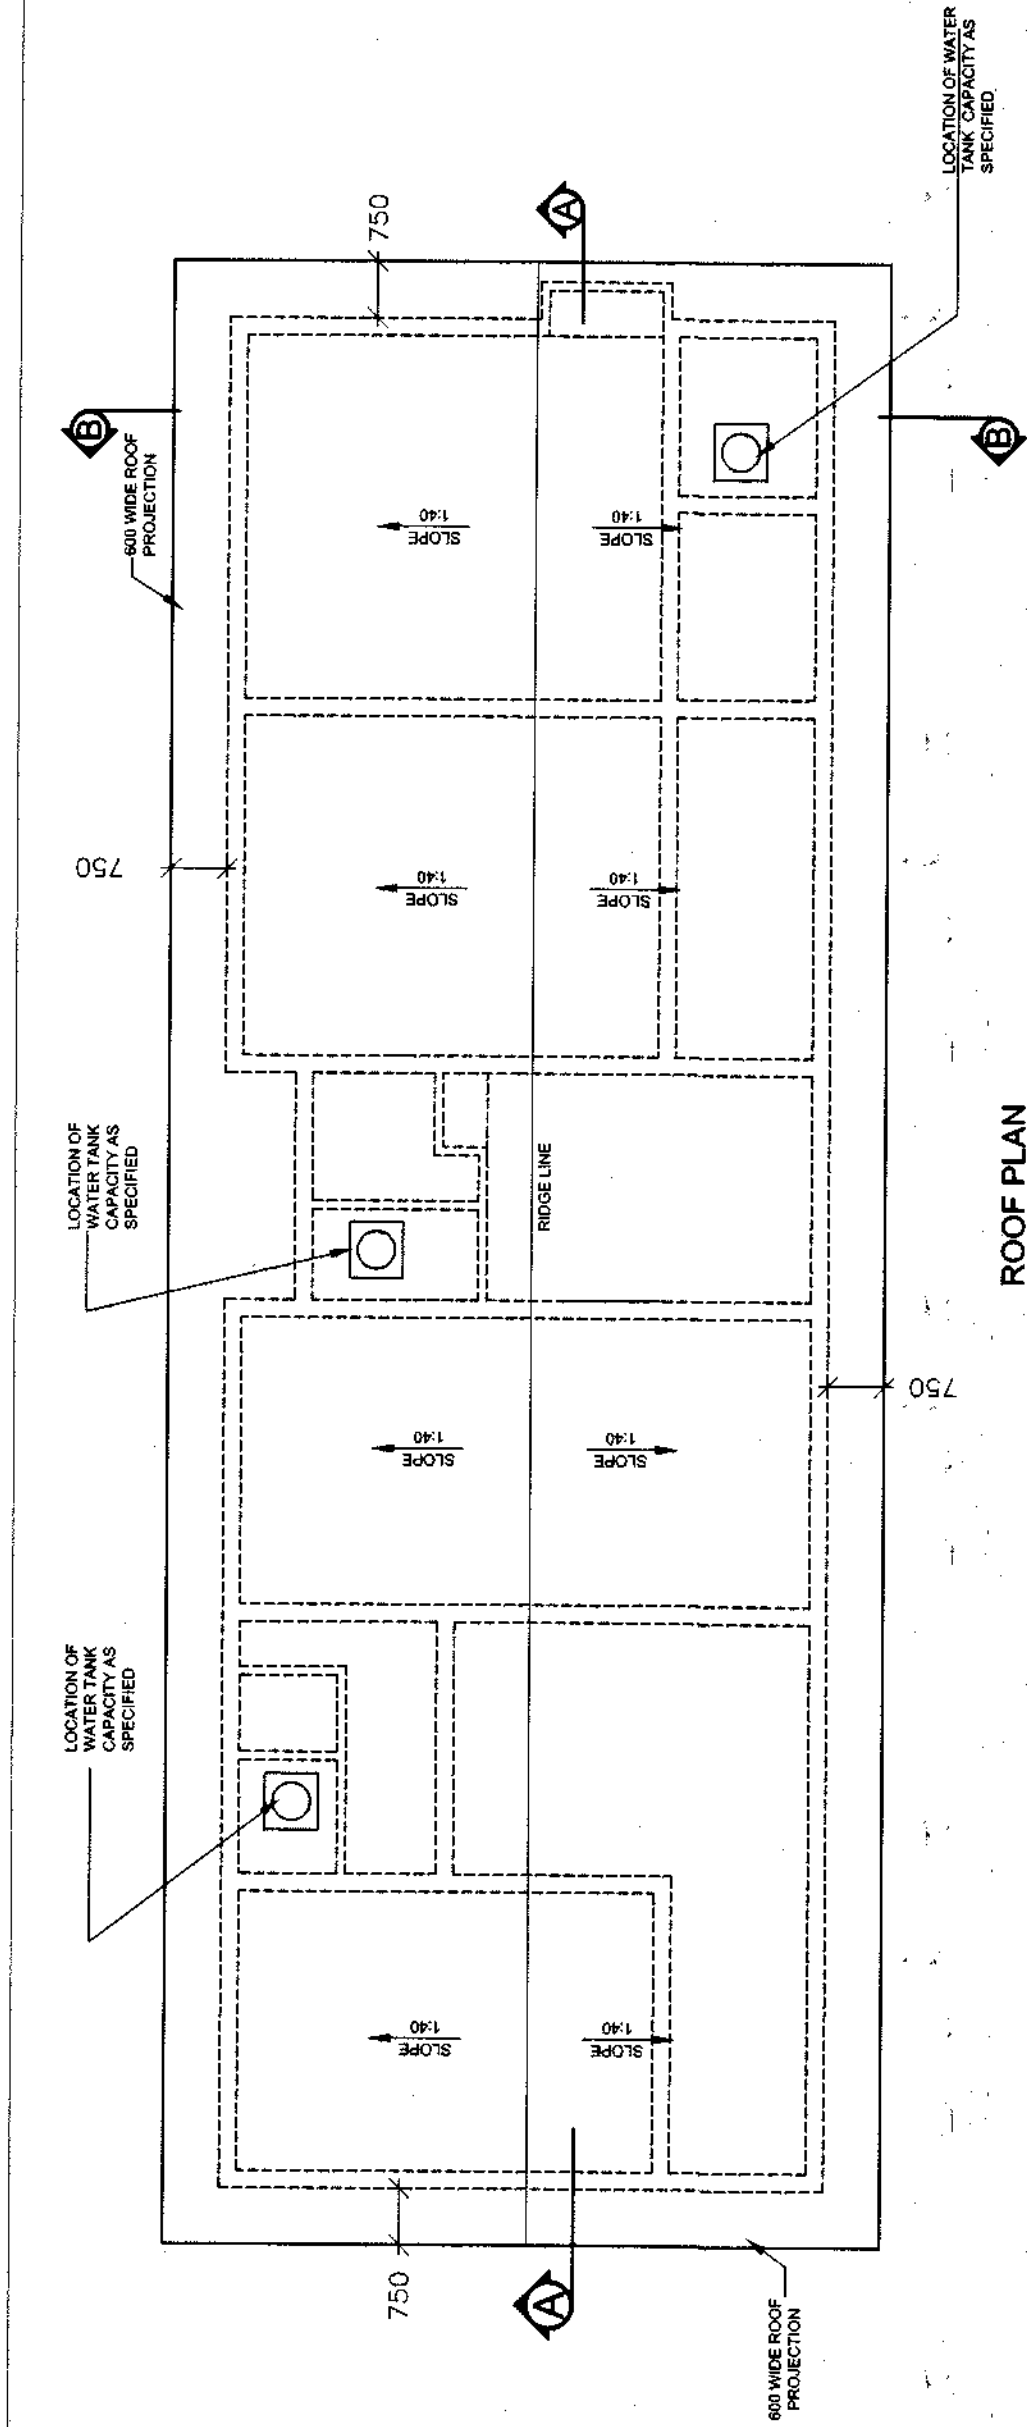 LOCATION OF
WATER TANK
CAPACITY AS
SPECIFIED
LOCATION OF
WATER TANK
CAPACITY AS
SPECIFIED
750
B
600 WIDE ROOF
PROJECTION
750
SLOPE
1:40
SLOPE
1:40
SLOPE
1:40
SLOPE
1:40
750
A
RIDGE LINE
A
SLOPE
1:40
SLOPE
1:40
SLOPE
1:40
SLOPE
1:40
600 WIDE ROOF
PROJECTION
750
B
LOCATION OF WATER
TANK CAPACITY AS
SPECIFIED
ROOF PLAN